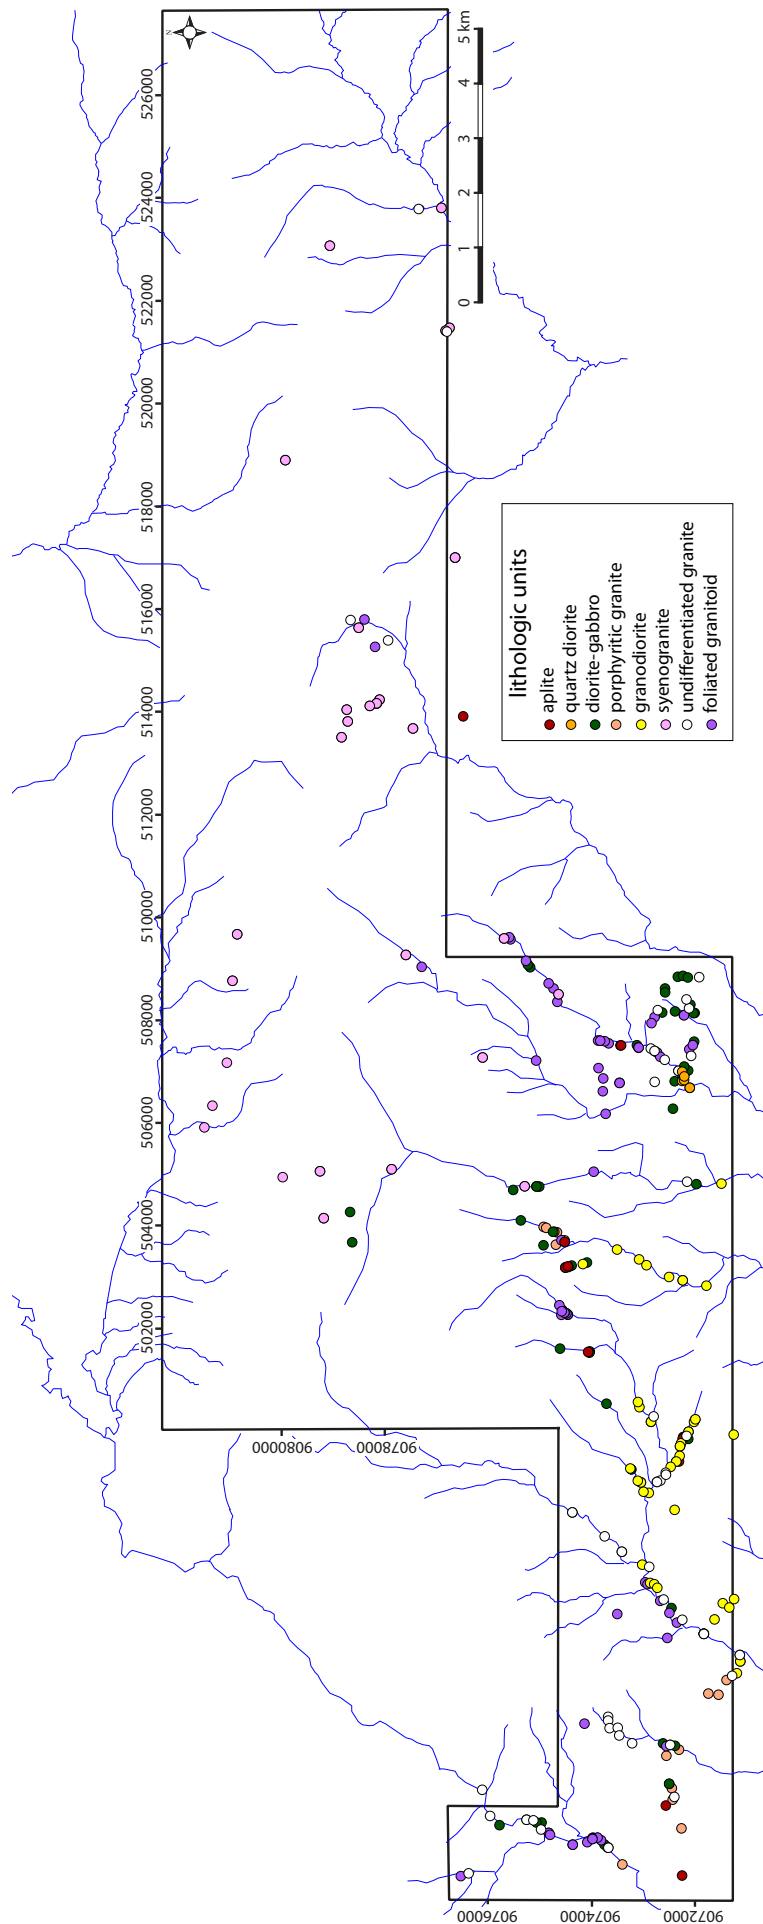 N
502000
504000
506000
508000
510000
512000
514000
516000
518000
520000
522000
524000
526000
9080000
9078000
9076000
9074000
9072000
0 1 2 3 4 5 km
lithologic units
aplite
quartz diorite
diorite-gabbro
porphyritic granite
granodiorite
syenogranite
undifferentiated granite
foliated granitoid